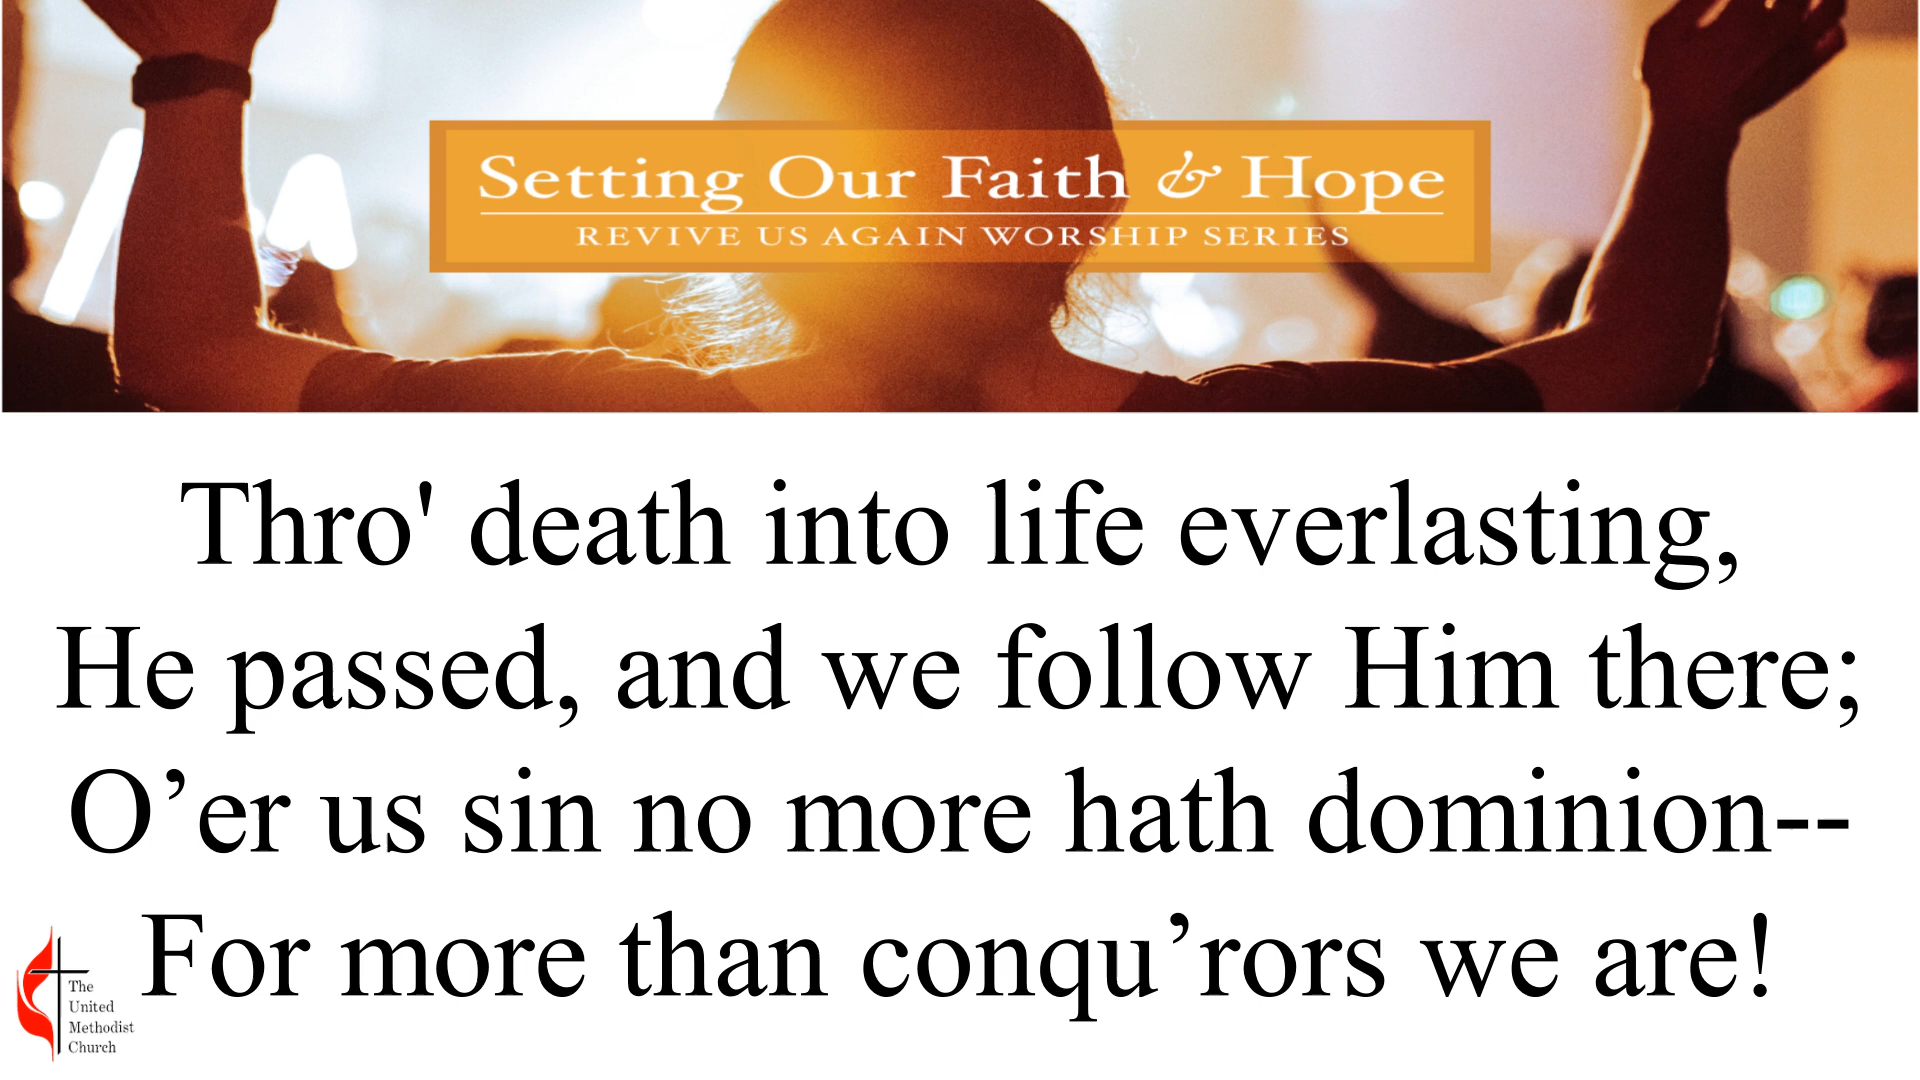 Setting Our Faith & Hope
REVIVE US AGAIN WORSHIP SERIES
Thro' death into life everlasting,
He passed, and we follow Him there;
O’er us sin no more hath dominion--
For more than conqu’rors we are!
The
United
Methodist
Church